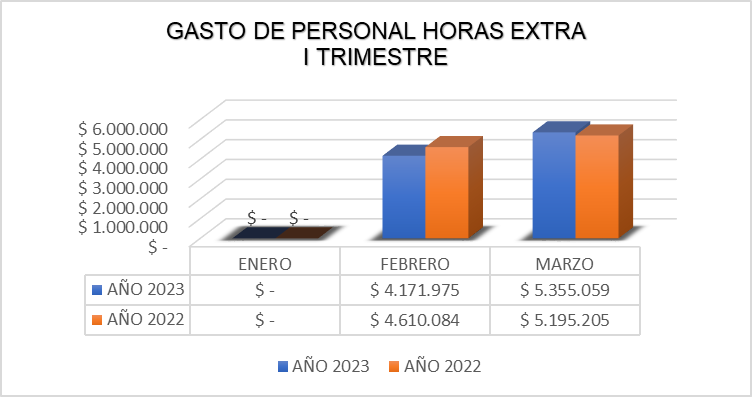 GASTO DE PERSONAL HORAS EXTRA
I TRIMESTRE
$ 6.000.000
$ 5.000.000
$ 4.000.000
$ 3.000.000
$ 2.000.000
$ 1.000.000
$ -
$ - $ -
ENERO FEBRERO MARZO
AÑO 2023 $ - $ 4.171.975 $ 5.355.059
AÑO 2022 $ - $ 4.610.084 $ 5.195.205
AÑO 2023 AÑO 2022